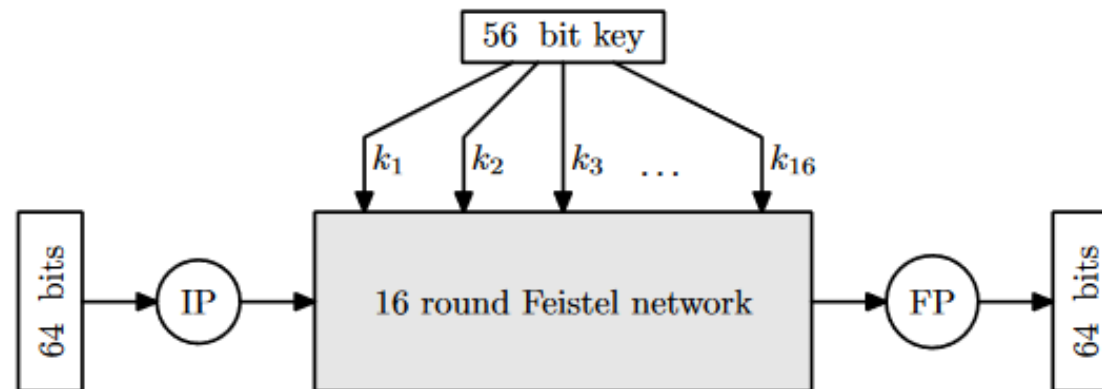 56 bit key
k₁ k₂ k₃ ... k₁₆
64 bits
IP
16 round Feistel network
FP
64 bits